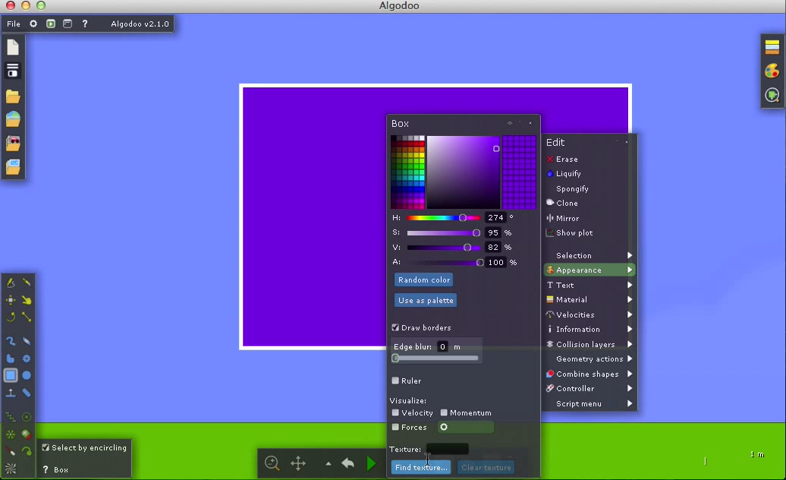 Algodoo
File ? Algodoo v2.1.0
Box
H: 274 °
S: 95 %
V: 82 %
A: 100 %
Random color
Use as palette
Draw borders
Edge blur: 0 m
Ruler
Visualize:
Velocity Momentum
Forces
Texture:
Find texture... Clear texture
Edit
Erase
Liquify
Spongify
Clone
Mirror
Show plot
Selection
Appearance
T Text
Material
Velocities
Information
Collision layers
Geometry actions
Combine shapes
Controller
Script menu
Select by encircling
? Box
1 m